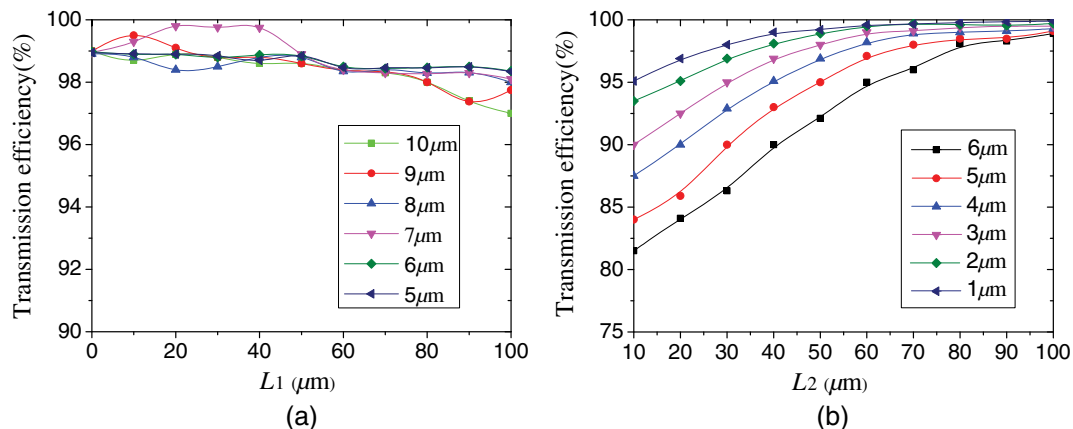 Transmission efficiency(%)
100
98
96
94
92
90
0
20
40
60
80
100
L1 (μm)
10μm
9μm
8μm
7μm
6μm
5μm
(a)
Transmission efficiency(%)
100
95
90
85
80
75
10
20
30
40
50
60
70
80
90
100
L2 (μm)
6μm
5μm
4μm
3μm
2μm
1μm
(b)